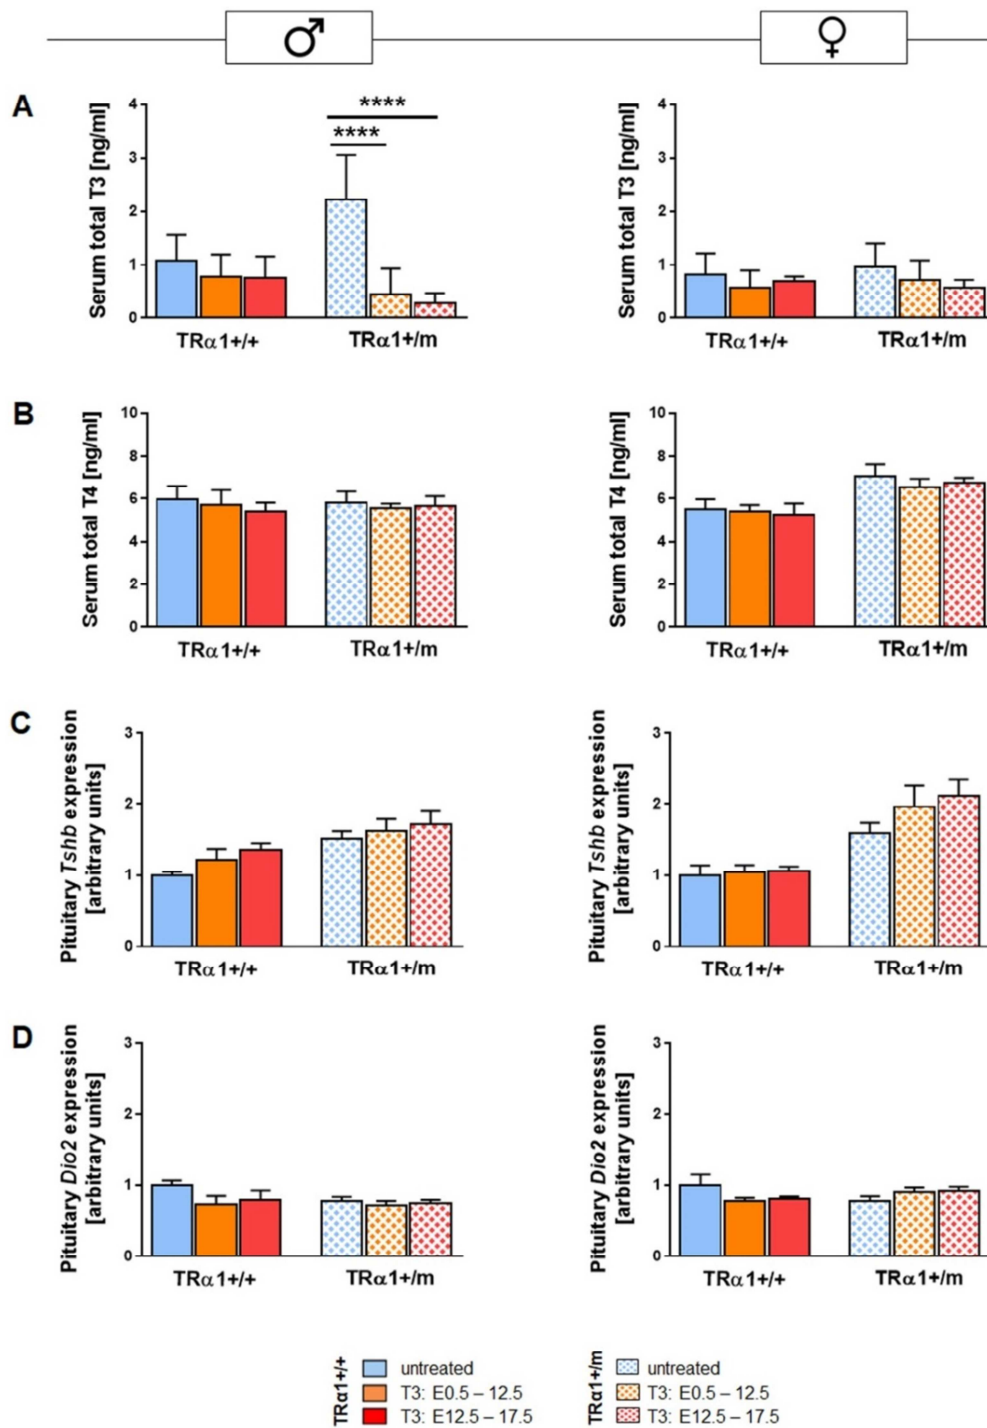 ♂ ♀
A
Serum total T3 [ng/ml]
4
3
2
1
0
****
****
TRα1+/+ TRα1+/m
Serum total T3 [ng/ml]
4
3
2
1
0
TRα1+/+ TRα1+/m
B
Serum total T4 [ng/ml]
10
8
6
4
2
0
TRα1+/+ TRα1+/m
Serum total T4 [ng/ml]
10
8
6
4
2
0
TRα1+/+ TRα1+/m
C
Pituitary Tshb expression
[arbitrary units]
3
2
1
0
TRα1+/+ TRα1+/m
Pituitary Tshb expression
[arbitrary units]
3
2
1
0
TRα1+/+ TRα1+/m
D
Pituitary Dio2 expression
[arbitrary units]
3
2
1
0
TRα1+/+ TRα1+/m
Pituitary Dio2 expression
[arbitrary units]
3
2
1
0
TRα1+/+ TRα1+/m
TRα1+/+
untreated
T3: E0.5 – 12.5
T3: E12.5 – 17.5
TRα1+/m
untreated
T3: E0.5 – 12.5
T3: E12.5 – 17.5